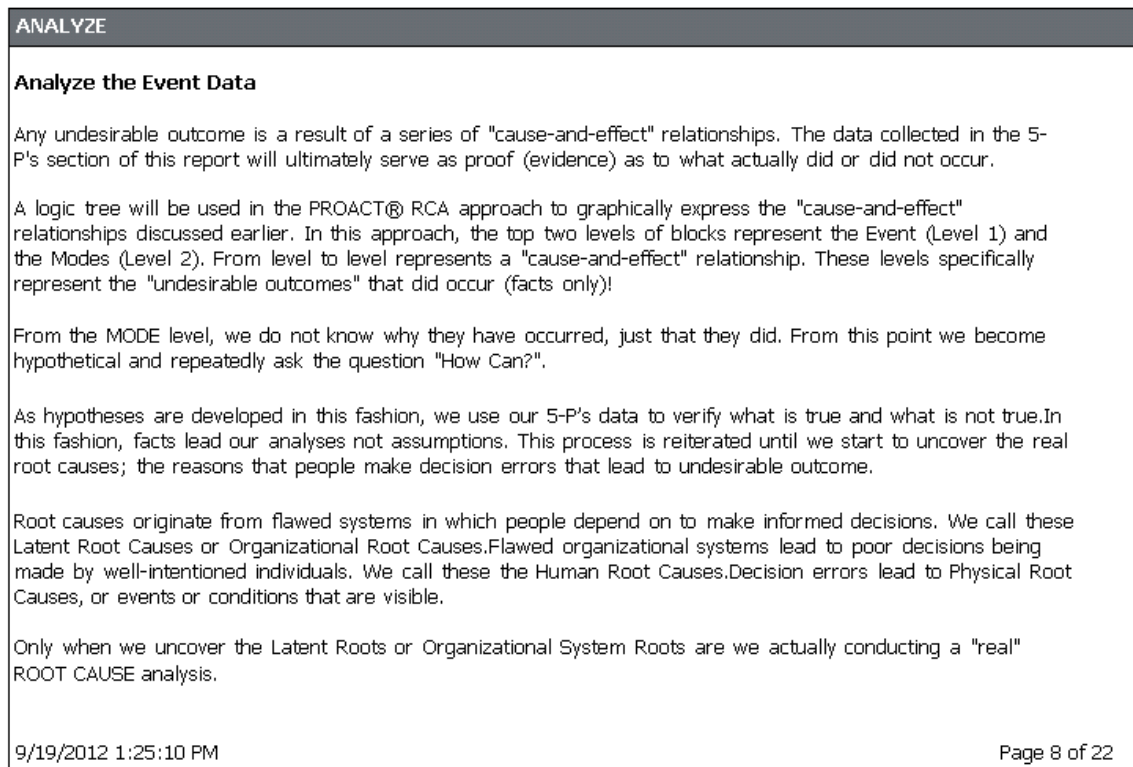 ANALYZE
Analyze the Event Data
Any undesirable outcome is a result of a series of "cause-and-effect" relationships. The data collected in the 5-
P's section of this report will ultimately serve as proof (evidence) as to what actually did or did not occur.
A logic tree will be used in the PROACT® RCA approach to graphically express the "cause-and-effect"
relationships discussed earlier. In this approach, the top two levels of blocks represent the Event (Level 1) and
the Modes (Level 2). From level to level represents a "cause-and-effect" relationship. These levels specifically
represent the "undesirable outcomes" that did occur (facts only)!
From the MODE level, we do not know why they have occurred, just that they did. From this point we become
hypothetical and repeatedly ask the question "How Can?".
As hypotheses are developed in this fashion, we use our 5-P's data to verify what is true and what is not true.In
this fashion, facts lead our analyses not assumptions. This process is reiterated until we start to uncover the real
root causes; the reasons that people make decision errors that lead to undesirable outcome.
Root causes originate from flawed systems in which people depend on to make informed decisions. We call these
Latent Root Causes or Organizational Root Causes.Flawed organizational systems lead to poor decisions being
made by well-intentioned individuals. We call these the Human Root Causes.Decision errors lead to Physical Root
Causes, or events or conditions that are visible.
Only when we uncover the Latent Roots or Organizational System Roots are we actually conducting a "real"
ROOT CAUSE analysis.
9/19/2012 1:25:10 PM Page 8 of 22